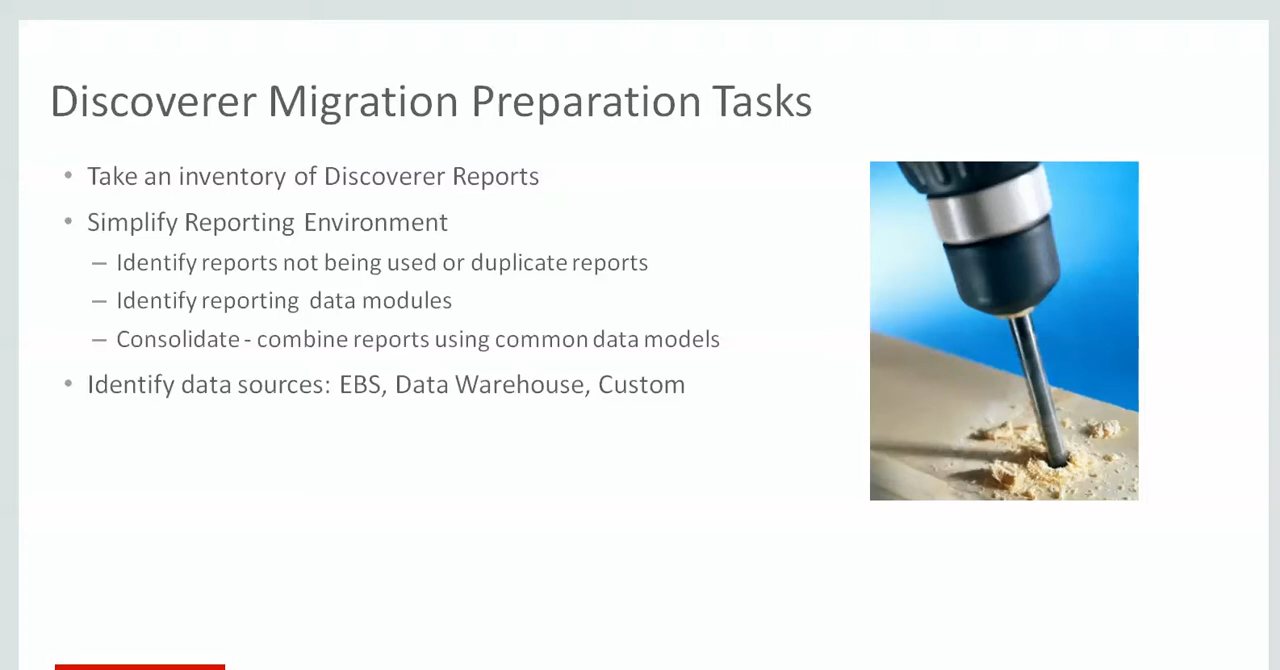 Discoverer Migration Preparation Tasks
• Take an inventory of Discoverer Reports
• Simplify Reporting Environment
– Identify reports not being used or duplicate reports
– Identify reporting data modules
– Consolidate - combine reports using common data models
• Identify data sources: EBS, Data Warehouse, Custom